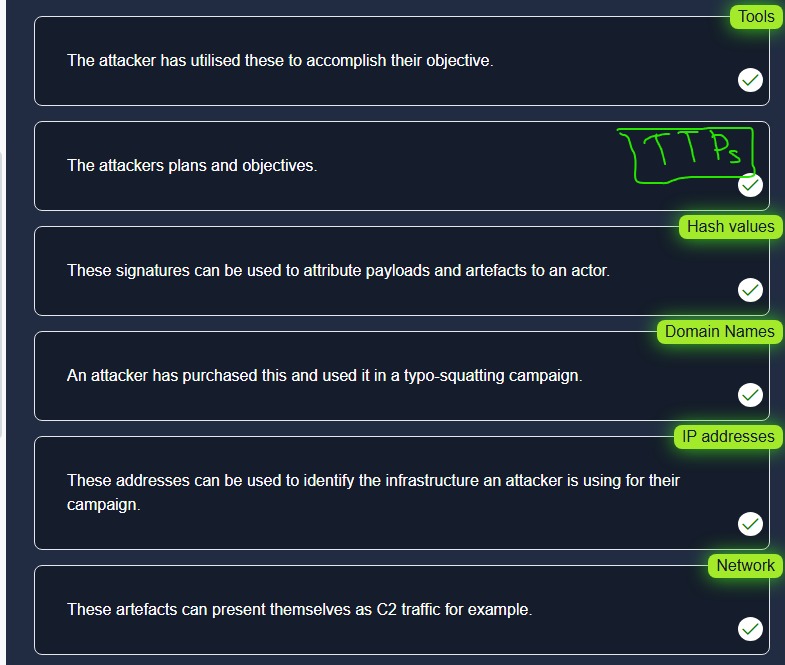 Tools
The attacker has utilised these to accomplish their objective.
TTPs
The attackers plans and objectives.
Hash values
These signatures can be used to attribute payloads and artefacts to an actor.
Domain Names
An attacker has purchased this and used it in a typo-squatting campaign.
IP addresses
These addresses can be used to identify the infrastructure an attacker is using for their
campaign.
Network
These artefacts can present themselves as C2 traffic for example.